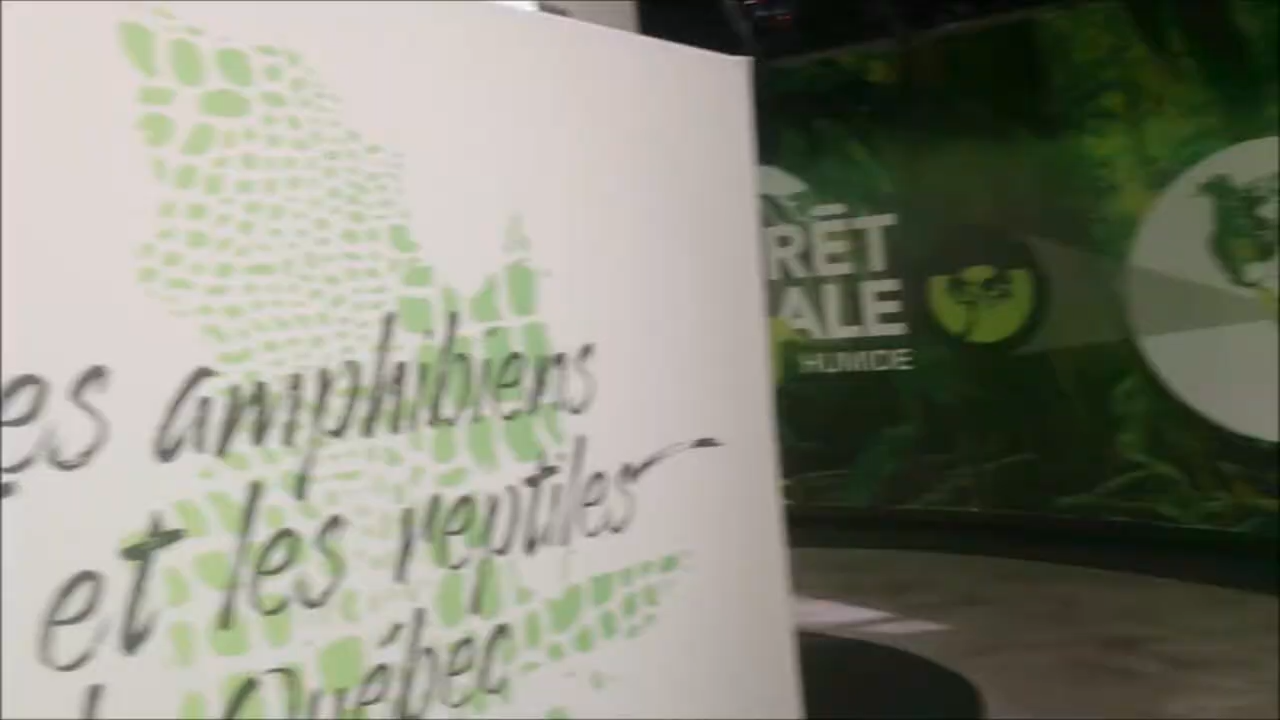 es amphibiens
et les reptiles
Québec
RÊT
ALE
HUMIDE